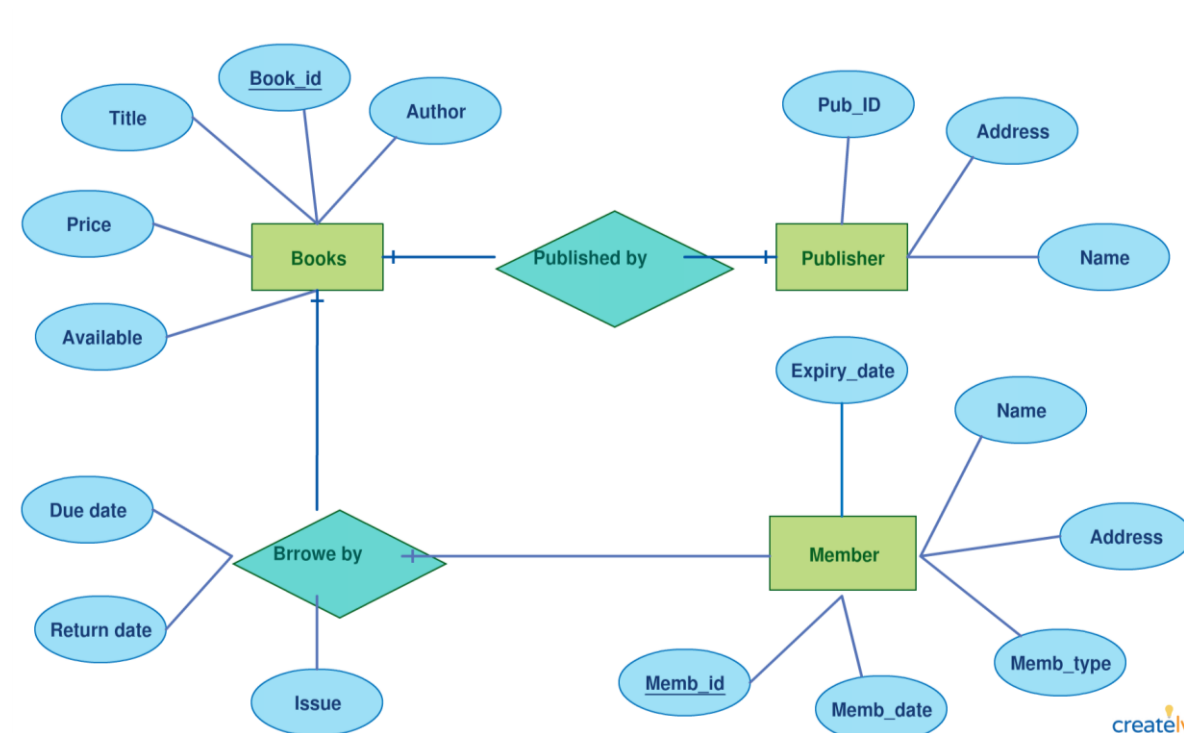 Book_id
Title
Author
Pub_ID
Address
Price
Books
Published by
Publisher
Name
Available
Expiry_date
Name
Due date
Brrowe by
Member
Address
Return date
Issue
Memb_id
Memb_date
Memb_type